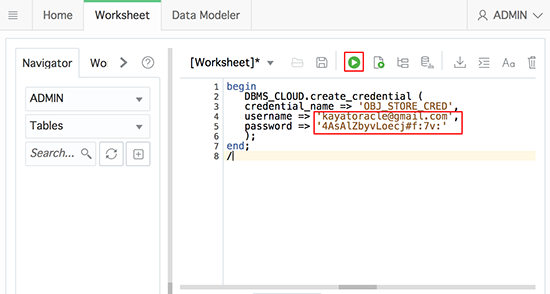 Home Worksheet Data Modeler ADMIN
Navigator Wo
[Worksheet]*
ADMIN
Tables
Search...
Aa
1 begin
2 DBMS_CLOUD.create_credential (
3 credential_name => 'OBJ_STORE_CRED',
4 username => 'kayatoracle@gmail.com',
5 password => '4AsAlZbyvLoecj#f:7v:'
6 );
7 end;
8 /